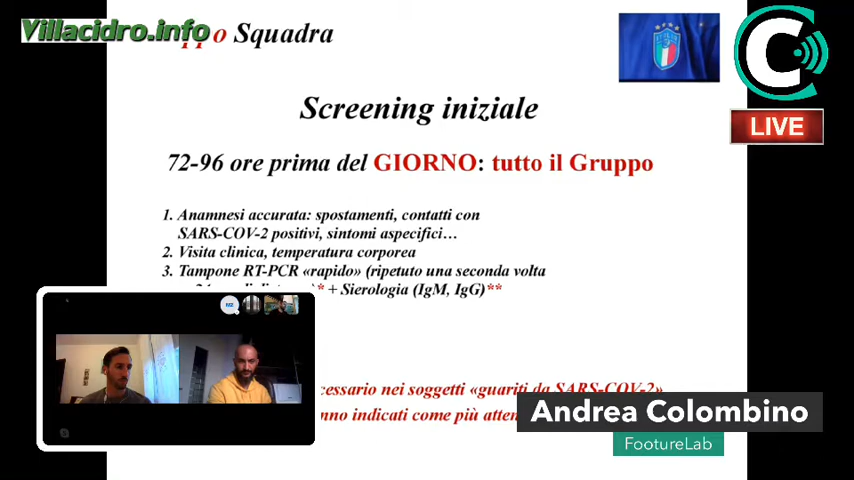 Villacidro.info
Squadra
LIVE
Screening iniziale
72-96 ore prima del GIORNO: tutto il Gruppo
1. Anamnesi accurata: spostamenti, contatti con
SARS-COV-2 positivi, sintomi aspecifici…
2. Visita clinica, temperatura corporea
3. Tampone RT-PCR «rapido» (ripetuto una seconda volta
* + Sierologia (IgM, IgG)**
MZ
cessario nei soggetti «guariti da SARS-COV-2»
nno indicati come più atten
Andrea Colombino
FootureLab